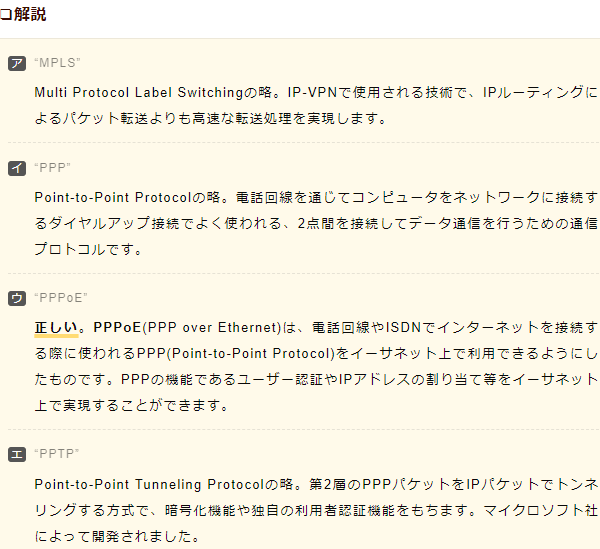 ❏解説
ア "MPLS"
Multi Protocol Label Switchingの略。IP-VPNで使用される技術で、IPルーティングに
よるパケット転送よりも高速な転送処理を実現します。
イ "PPP"
Point-to-Point Protocolの略。電話回線を通じてコンピュータをネットワークに接続す
るダイヤルアップ接続でよく使われる、2点間を接続してデータ通信を行うための通信
プロトコルです。
ウ "PPPoE"
正しい。PPPoE(PPP over Ethernet)は、電話回線やISDNでインターネットを接続す
る際に使われるPPP(Point-to-Point Protocol)をイーサネット上で利用できるようにし
たものです。PPPの機能であるユーザー認証やIPアドレスの割り当て等をイーサネット
上で実現することができます。
エ "PPTP"
Point-to-Point Tunneling Protocolの略。第2層のPPPパケットをIPパケットでトンネ
リングする方式で、暗号化機能や独自の利用者認証機能をもちます。マイクロソフト社
によって開発されました。